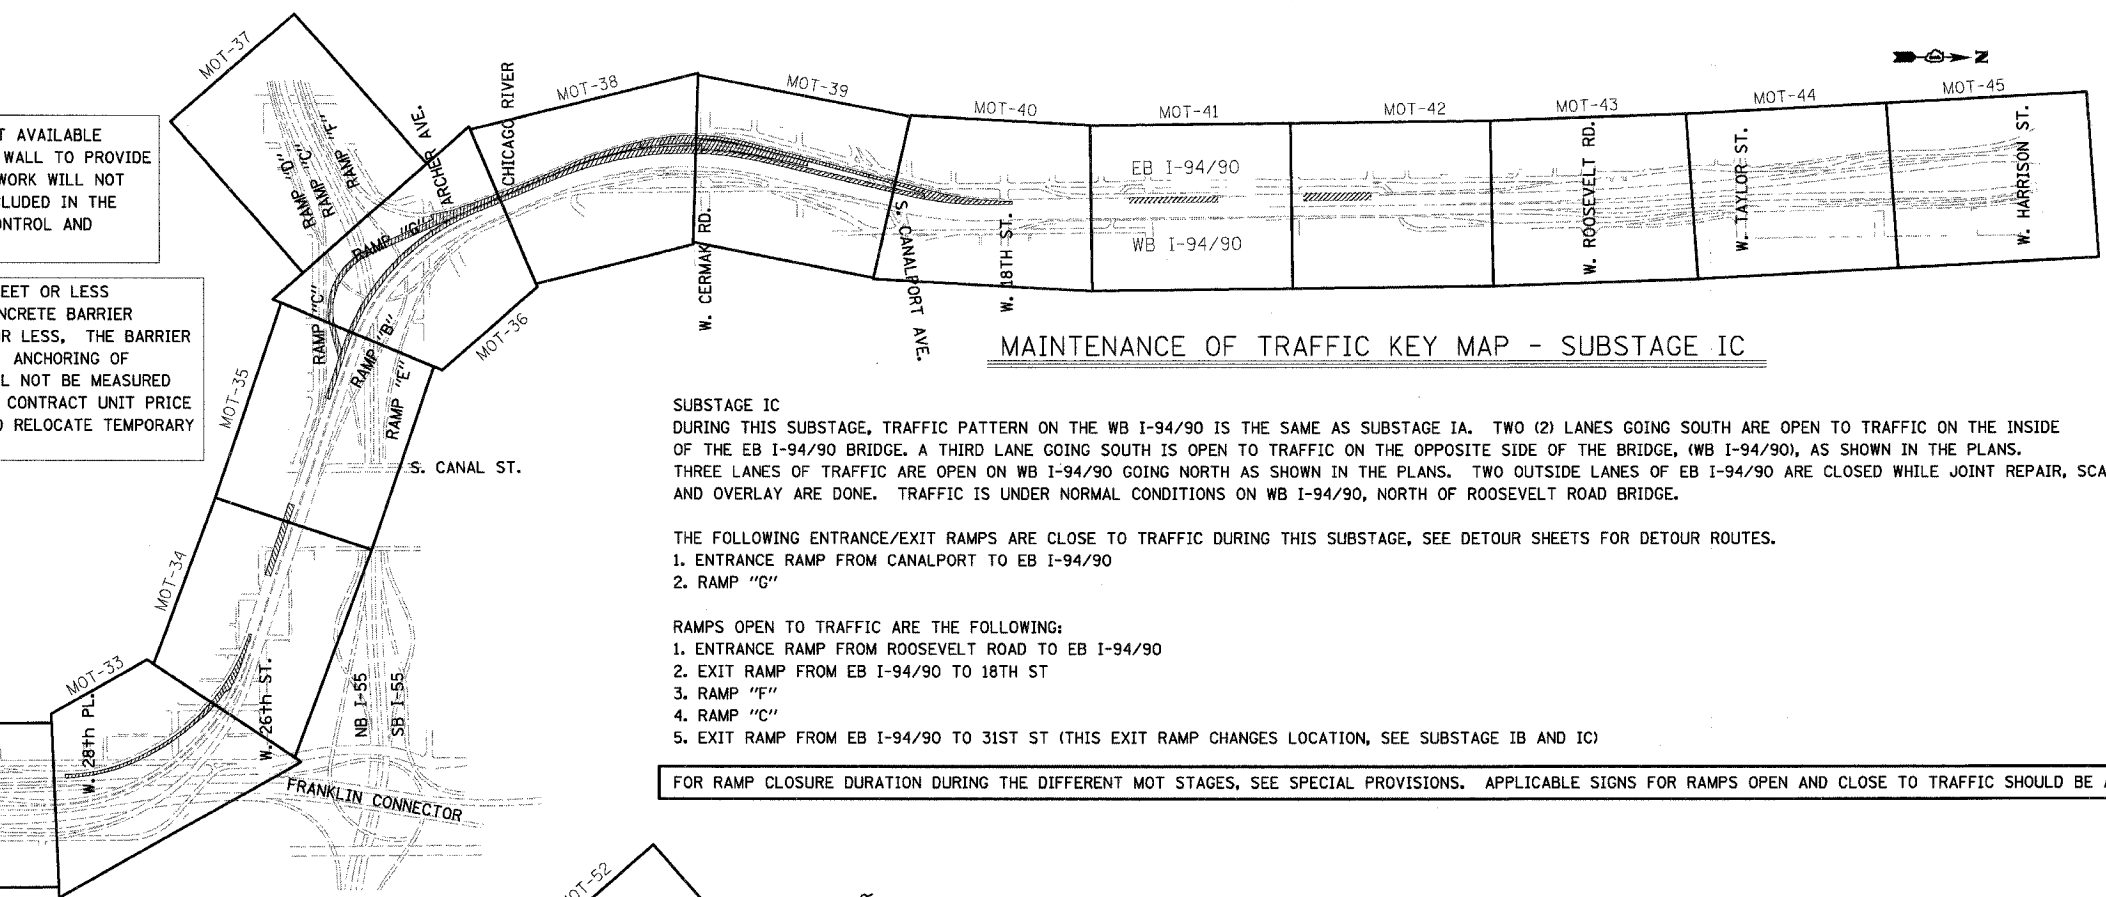 MOT-37
MOT-38
MOT-39
MOT-40
MOT-41
MOT-42
MOT-43
MOT-44
MOT-45
N
T AVAILABLE
WALL TO PROVIDE
WORK WILL NOT
CLUDED IN THE
ONTROL AND
EET OR LESS
NCRETE BARRIER
R LESS, THE BARRIER
ANCHORING OF
L NOT BE MEASURED
CONTRACT UNIT PRICE
D RELOCATE TEMPORARY
RAMP "D"
RAMP "C"
RAMP "F"
ARCHER AVE.
CHICAGO RIVER
RAMP "G"
RAMP "C"
RAMP "B"
RAMP "E"
MOT-36
MOT-35
W. CERMAK RD.
S. CANALPORT AVE.
W. 18TH ST.
EB I-94/90
WB I-94/90
W. ROOSEVELT RD.
W. TAYLOR ST.
W. HARRISON ST.
S. CANAL ST.
MOT-34
MOT-33
W. 28th PL.
W. 26th ST.
NB I-55
SB I-55
FRANKLIN CONNECTOR
MAINTENANCE OF TRAFFIC KEY MAP - SUBSTAGE IC
SUBSTAGE IC
DURING THIS SUBSTAGE, TRAFFIC PATTERN ON THE WB I-94/90 IS THE SAME AS SUBSTAGE IA. TWO (2) LANES GOING SOUTH ARE OPEN TO TRAFFIC ON THE INSIDE
OF THE EB I-94/90 BRIDGE. A THIRD LANE GOING SOUTH IS OPEN TO TRAFFIC ON THE OPPOSITE SIDE OF THE BRIDGE, (WB I-94/90), AS SHOWN IN THE PLANS.
THREE LANES OF TRAFFIC ARE OPEN ON WB I-94/90 GOING NORTH AS SHOWN IN THE PLANS. TWO OUTSIDE LANES OF EB I-94/90 ARE CLOSED WHILE JOINT REPAIR, SCA
AND OVERLAY ARE DONE. TRAFFIC IS UNDER NORMAL CONDITIONS ON WB I-94/90, NORTH OF ROOSEVELT ROAD BRIDGE.
THE FOLLOWING ENTRANCE/EXIT RAMPS ARE CLOSE TO TRAFFIC DURING THIS SUBSTAGE, SEE DETOUR SHEETS FOR DETOUR ROUTES.
1. ENTRANCE RAMP FROM CANALPORT TO EB I-94/90
2. RAMP "G"
RAMPS OPEN TO TRAFFIC ARE THE FOLLOWING:
1. ENTRANCE RAMP FROM ROOSEVELT ROAD TO EB I-94/90
2. EXIT RAMP FROM EB I-94/90 TO 18TH ST
3. RAMP "F"
4. RAMP "C"
5. EXIT RAMP FROM EB I-94/90 TO 31ST ST (THIS EXIT RAMP CHANGES LOCATION, SEE SUBSTAGE IB AND IC)
FOR RAMP CLOSURE DURATION DURING THE DIFFERENT MOT STAGES, SEE SPECIAL PROVISIONS. APPLICABLE SIGNS FOR RAMPS OPEN AND CLOSE TO TRAFFIC SHOULD BE
MOT-52